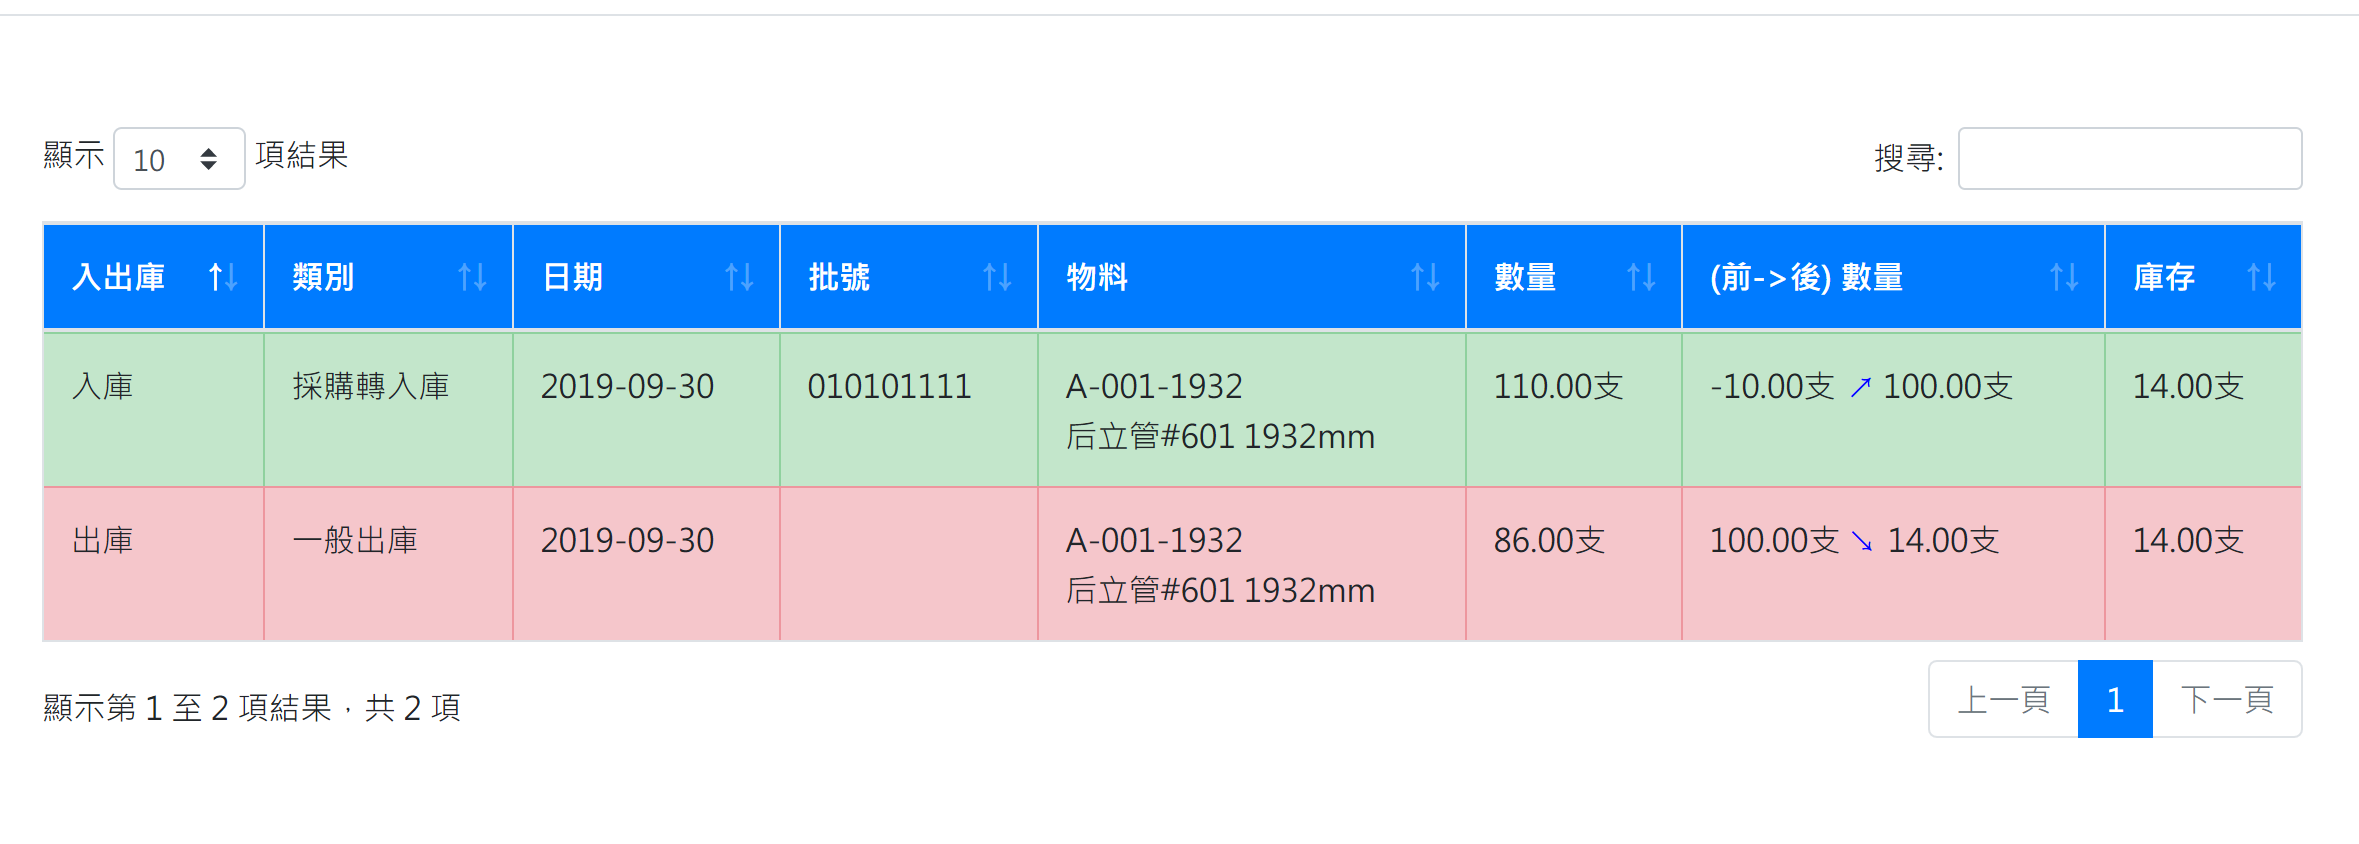 顯示 10 項結果
搜尋:
入出庫 ↑↓ 類別 ↑↓ 日期 ↑↓ 批號 ↑↓ 物料 ↑↓ 數量 ↑↓ (前->後) 數量 ↑↓ 庫存 ↑↓
入庫 採購轉入庫 2019-09-30 010101111 A-001-1932 110.00支 -10.00支 ↗ 100.00支 14.00支
后立管#601 1932mm
出庫 一般出庫 2019-09-30 A-001-1932 86.00支 100.00支 ↘ 14.00支 14.00支
后立管#601 1932mm
顯示第 1 至 2 項結果，共 2 項
上一頁 1 下一頁